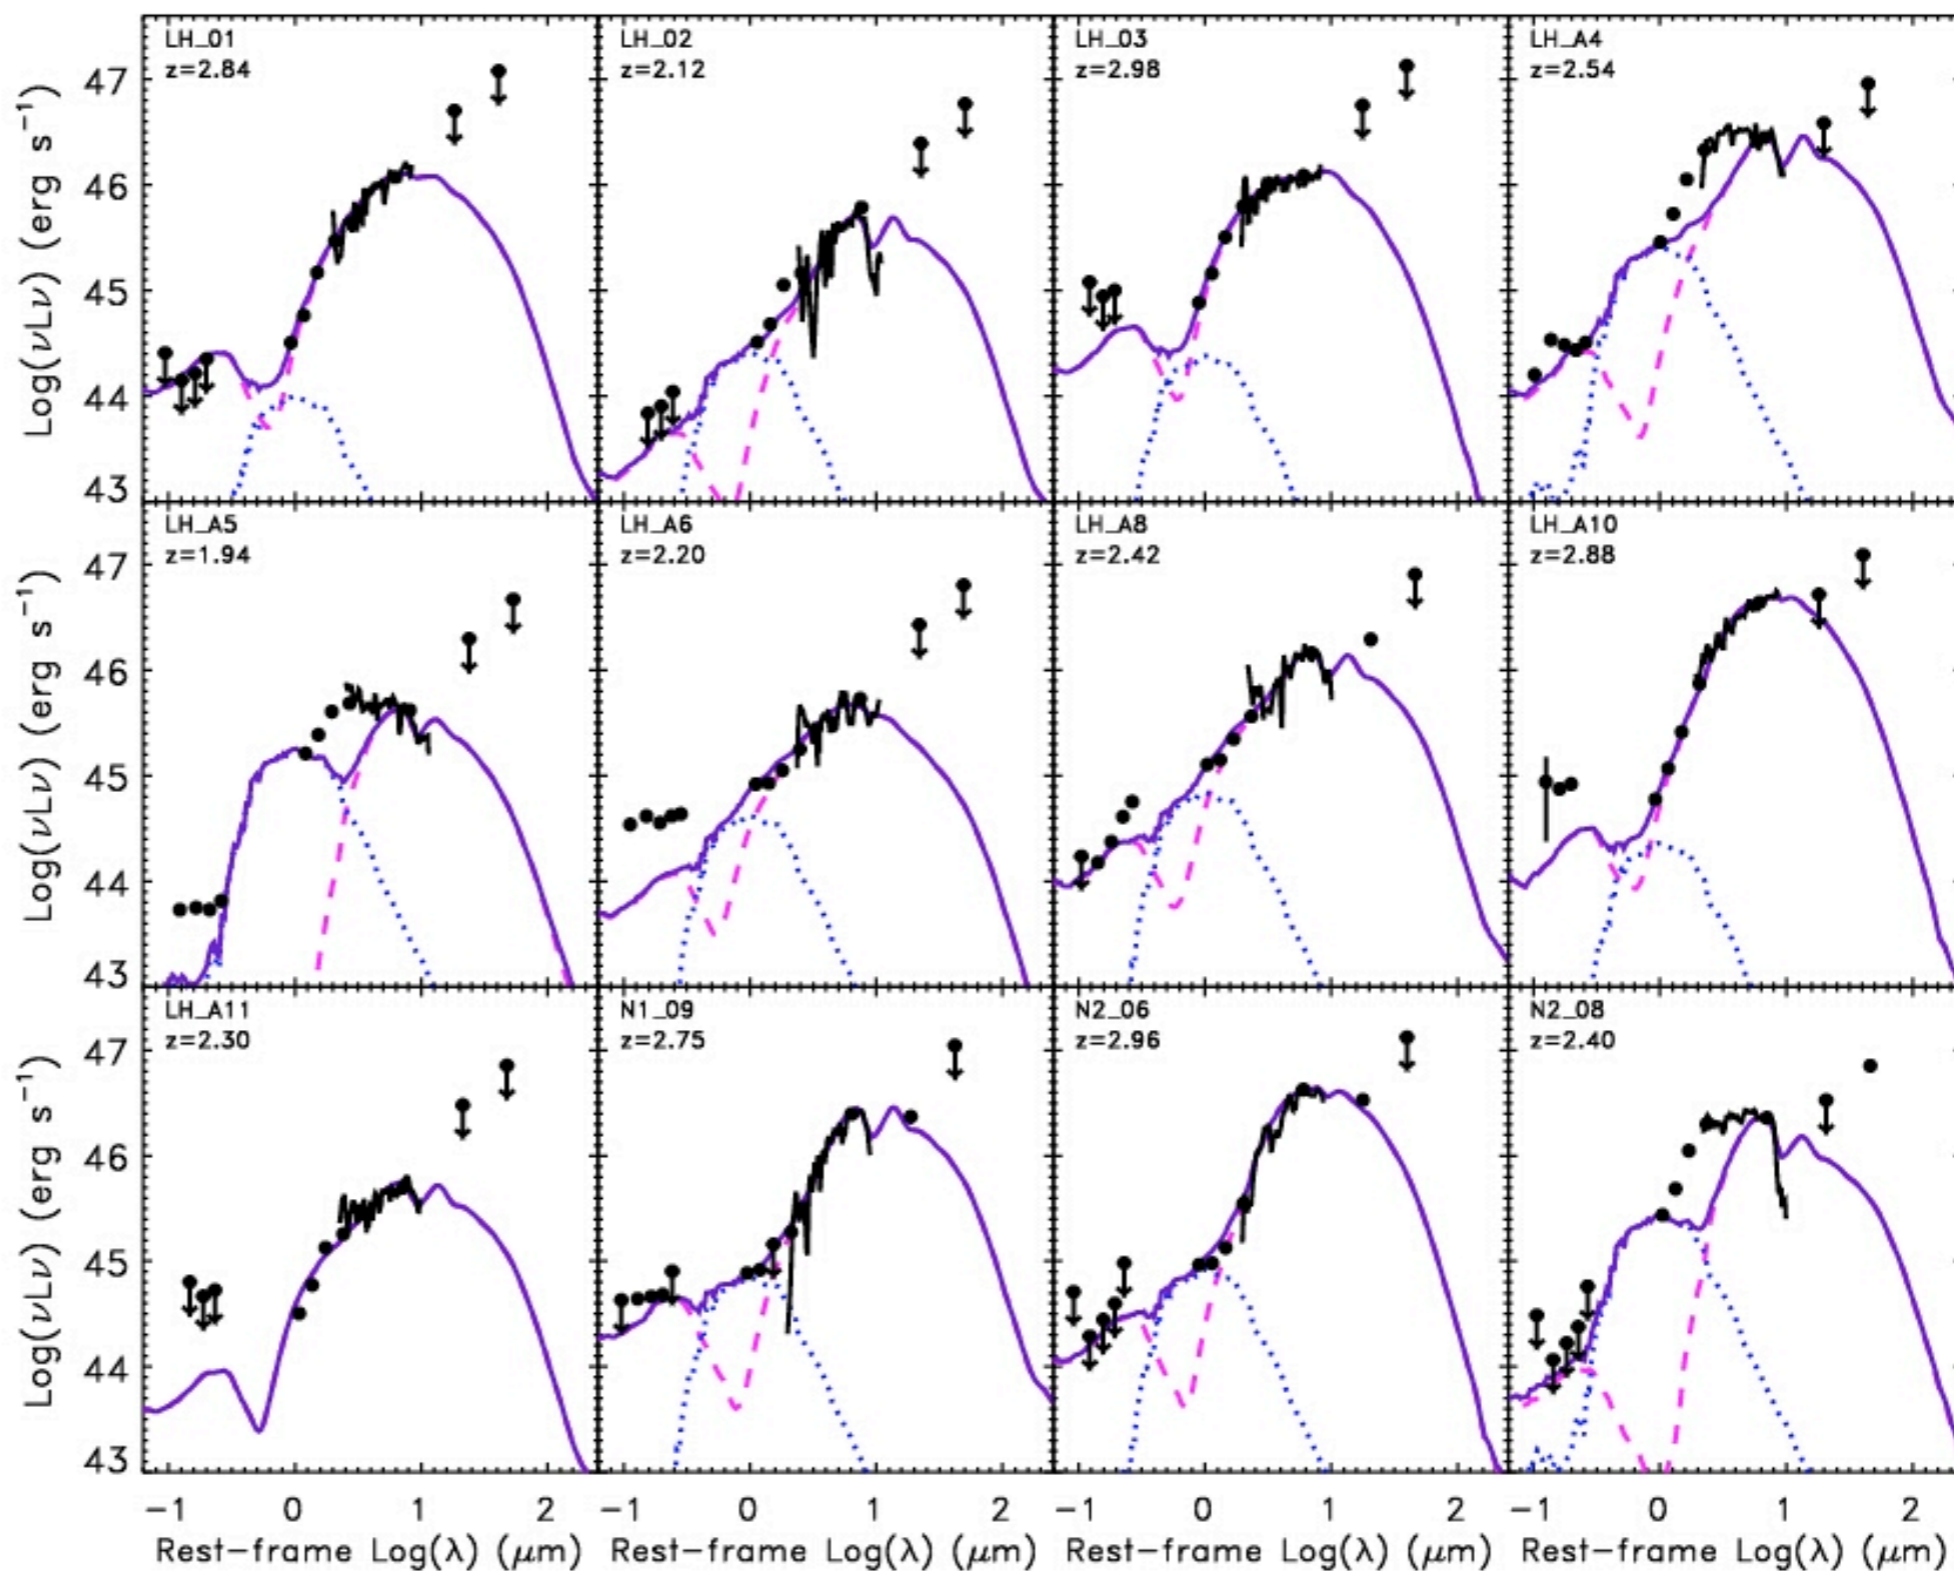 LH_01
z=2.84
LH_02
z=2.12
LH_03
z=2.98
LH_A4
z=2.54
47
46
45
44
43
Log(νLν) (erg s⁻¹)
LH_A5
z=1.94
LH_A6
z=2.20
LH_A8
z=2.42
LH_A10
z=2.88
47
46
45
44
43
Log(νLν) (erg s⁻¹)
LH_A11
z=2.30
N1_09
z=2.75
N2_06
z=2.96
N2_08
z=2.40
47
46
45
44
43
Log(νLν) (erg s⁻¹)
−1 0 1 2 −1 0 1 2 −1 0 1 2 −1 0 1 2
Rest−frame Log(λ) (μm) Rest−frame Log(λ) (μm) Rest−frame Log(λ) (μm) Rest−frame Log(λ) (μm)